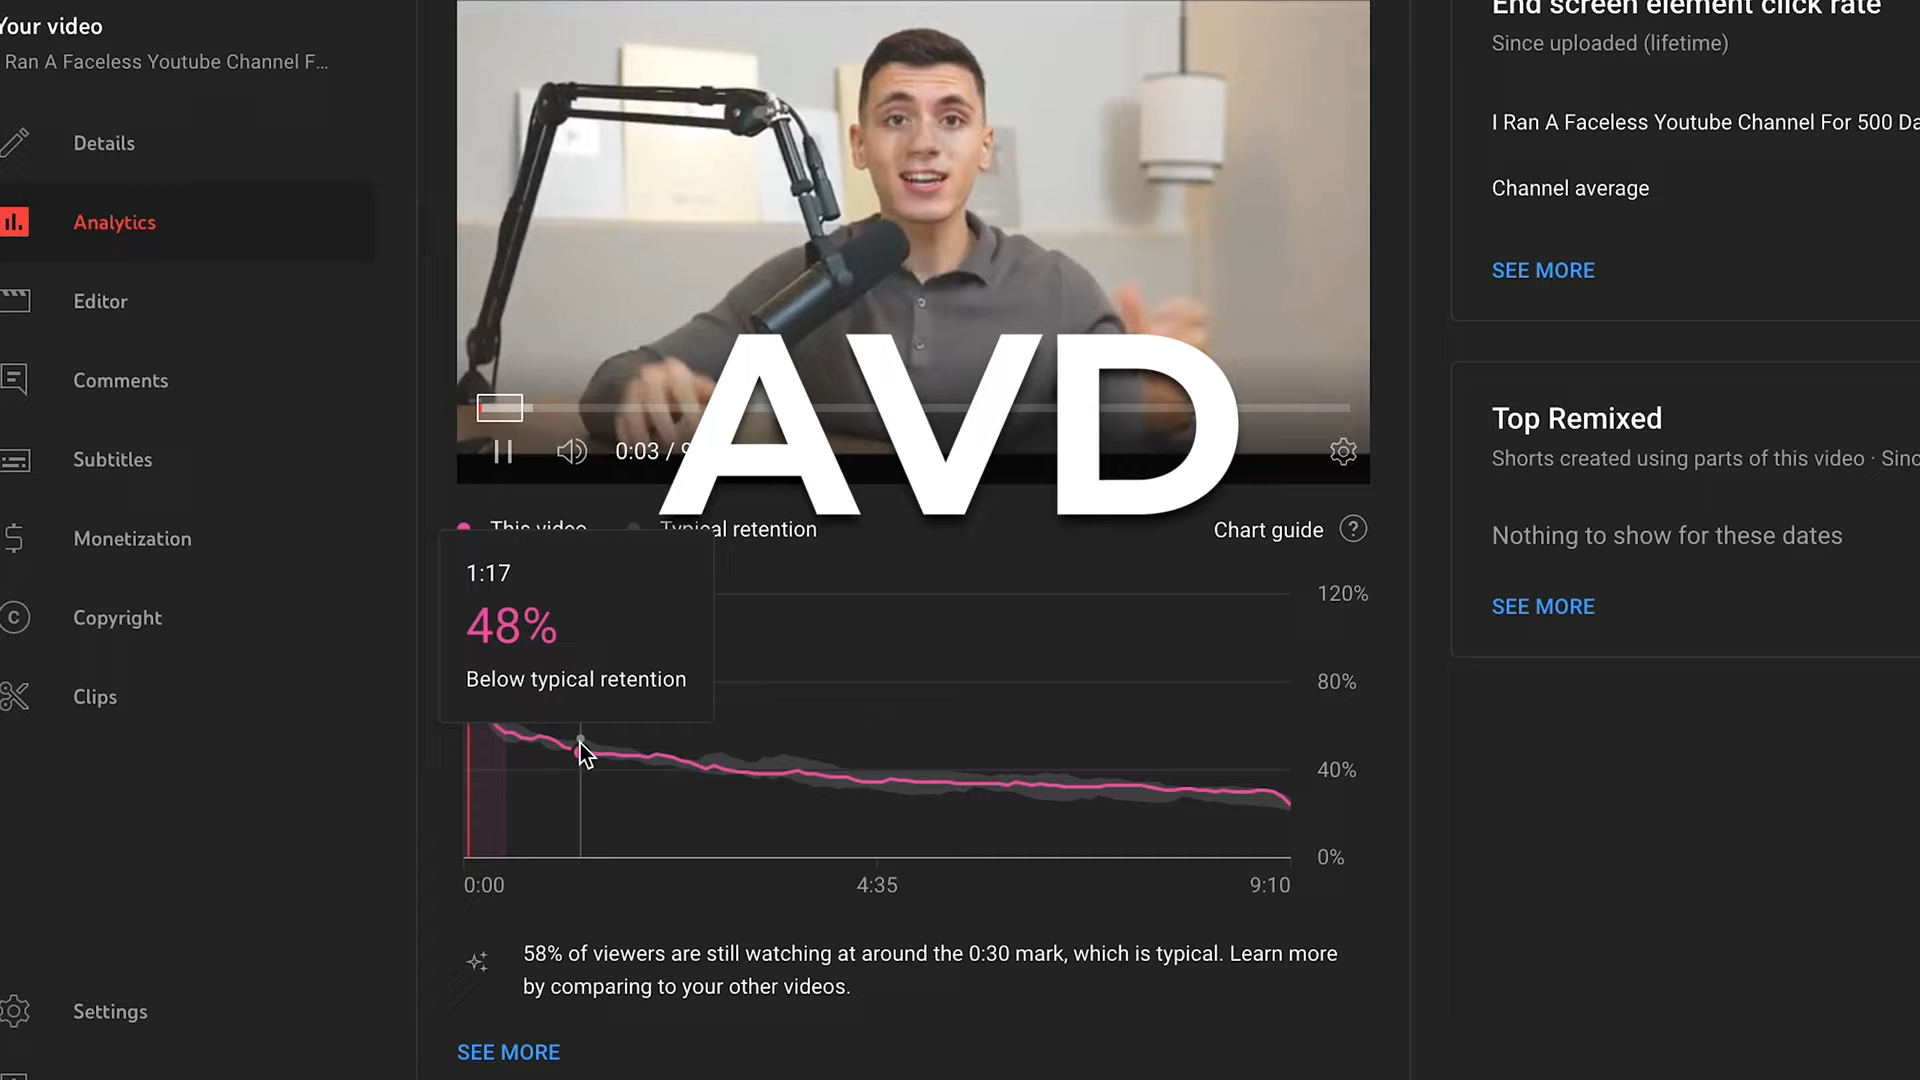 Your video
Ran A Faceless Youtube Channel F...
Details
Analytics
Editor
Comments
Subtitles
Monetization
Copyright
Clips
Settings
0:03 /
AVD
This video
Typical retention
Chart guide
1:17
48%
Below typical retention
120%
80%
40%
0%
0:00
4:35
9:10
58% of viewers are still watching at around the 0:30 mark, which is typical. Learn more
by comparing to your other videos.
SEE MORE
End screen element click rate
Since uploaded (lifetime)
I Ran A Faceless Youtube Channel For 500 Da
Channel average
SEE MORE
Top Remixed
Shorts created using parts of this video · Sinc
Nothing to show for these dates
SEE MORE